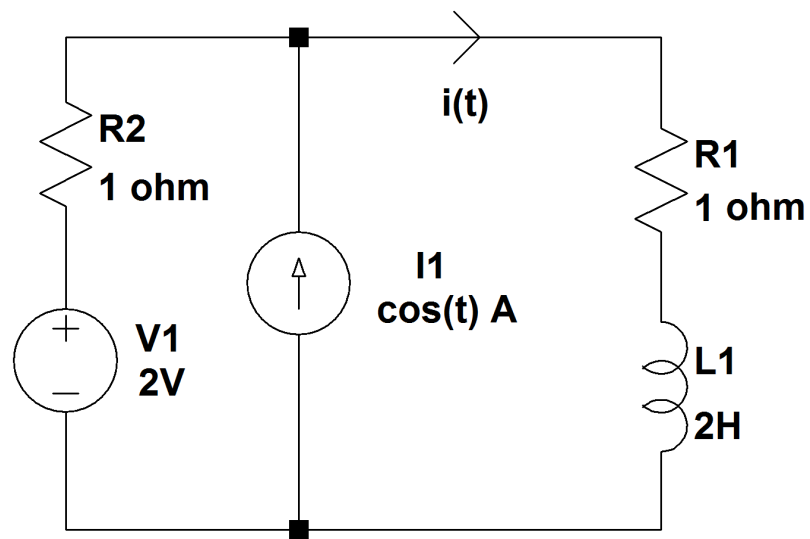 i(t)
R2
1 ohm
R1
1 ohm
I1
cos(t) A
V1
2V
L1
2H